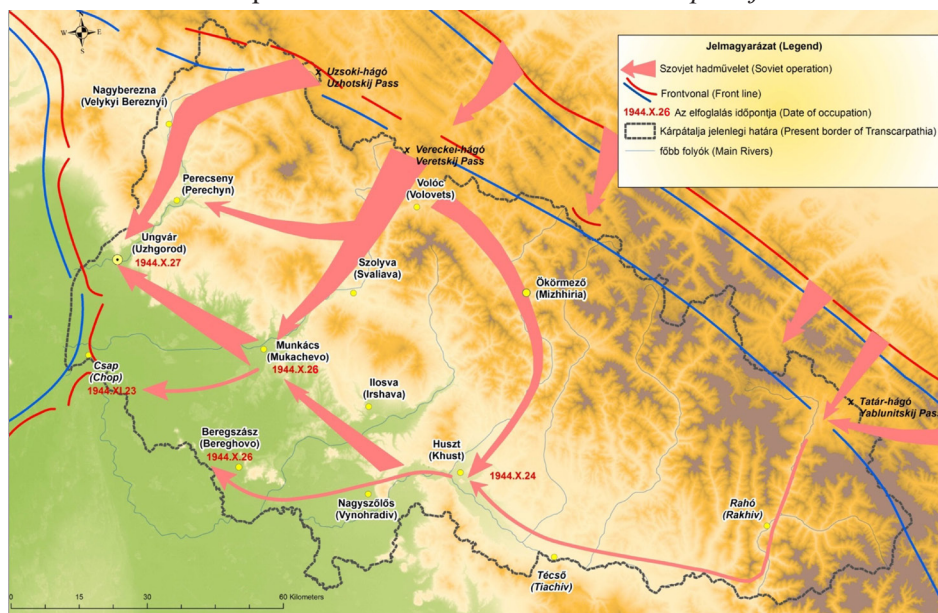 N
W
E
S
Jelmagyarázat (Legend)
Szovjet hadművelet (Soviet operation)
Frontvonal (Front line)
1944.X.26 Az elfoglalás időpontja (Date of occupation)
Kárpátalja jelenlegi határa (Present border of Transcarpathia)
főbb folyók (Main Rivers)
Uzsoki-hágó
Uzhotskij Pass
Nagyberezna
(Velykyi Bereznyi)
Vereckei-hágó
Veretskij Pass
Perecseny
(Perechyn)
Volóc
(Volovets)
Ungvár
(Uzhgorod)
1944.X.27
Szolyva
(Svaliava)
Ökörmező
(Mizhhiria)
Munkács
(Mukachevo)
1944.X.26
Csap
(Chop)
1944.XI.23
Ilosva
(Irshava)
Tatár-hágó
Yablunitskij Pass
Beregszász
(Bereghovo)
1944.X.26
Huszt
(Khust)
1944.X.24
Nagyszőlős
(Vynohradiv)
Rahó
(Rakhiv)
Técső
(Tiachiv)
0 15 30 60 Kilometers